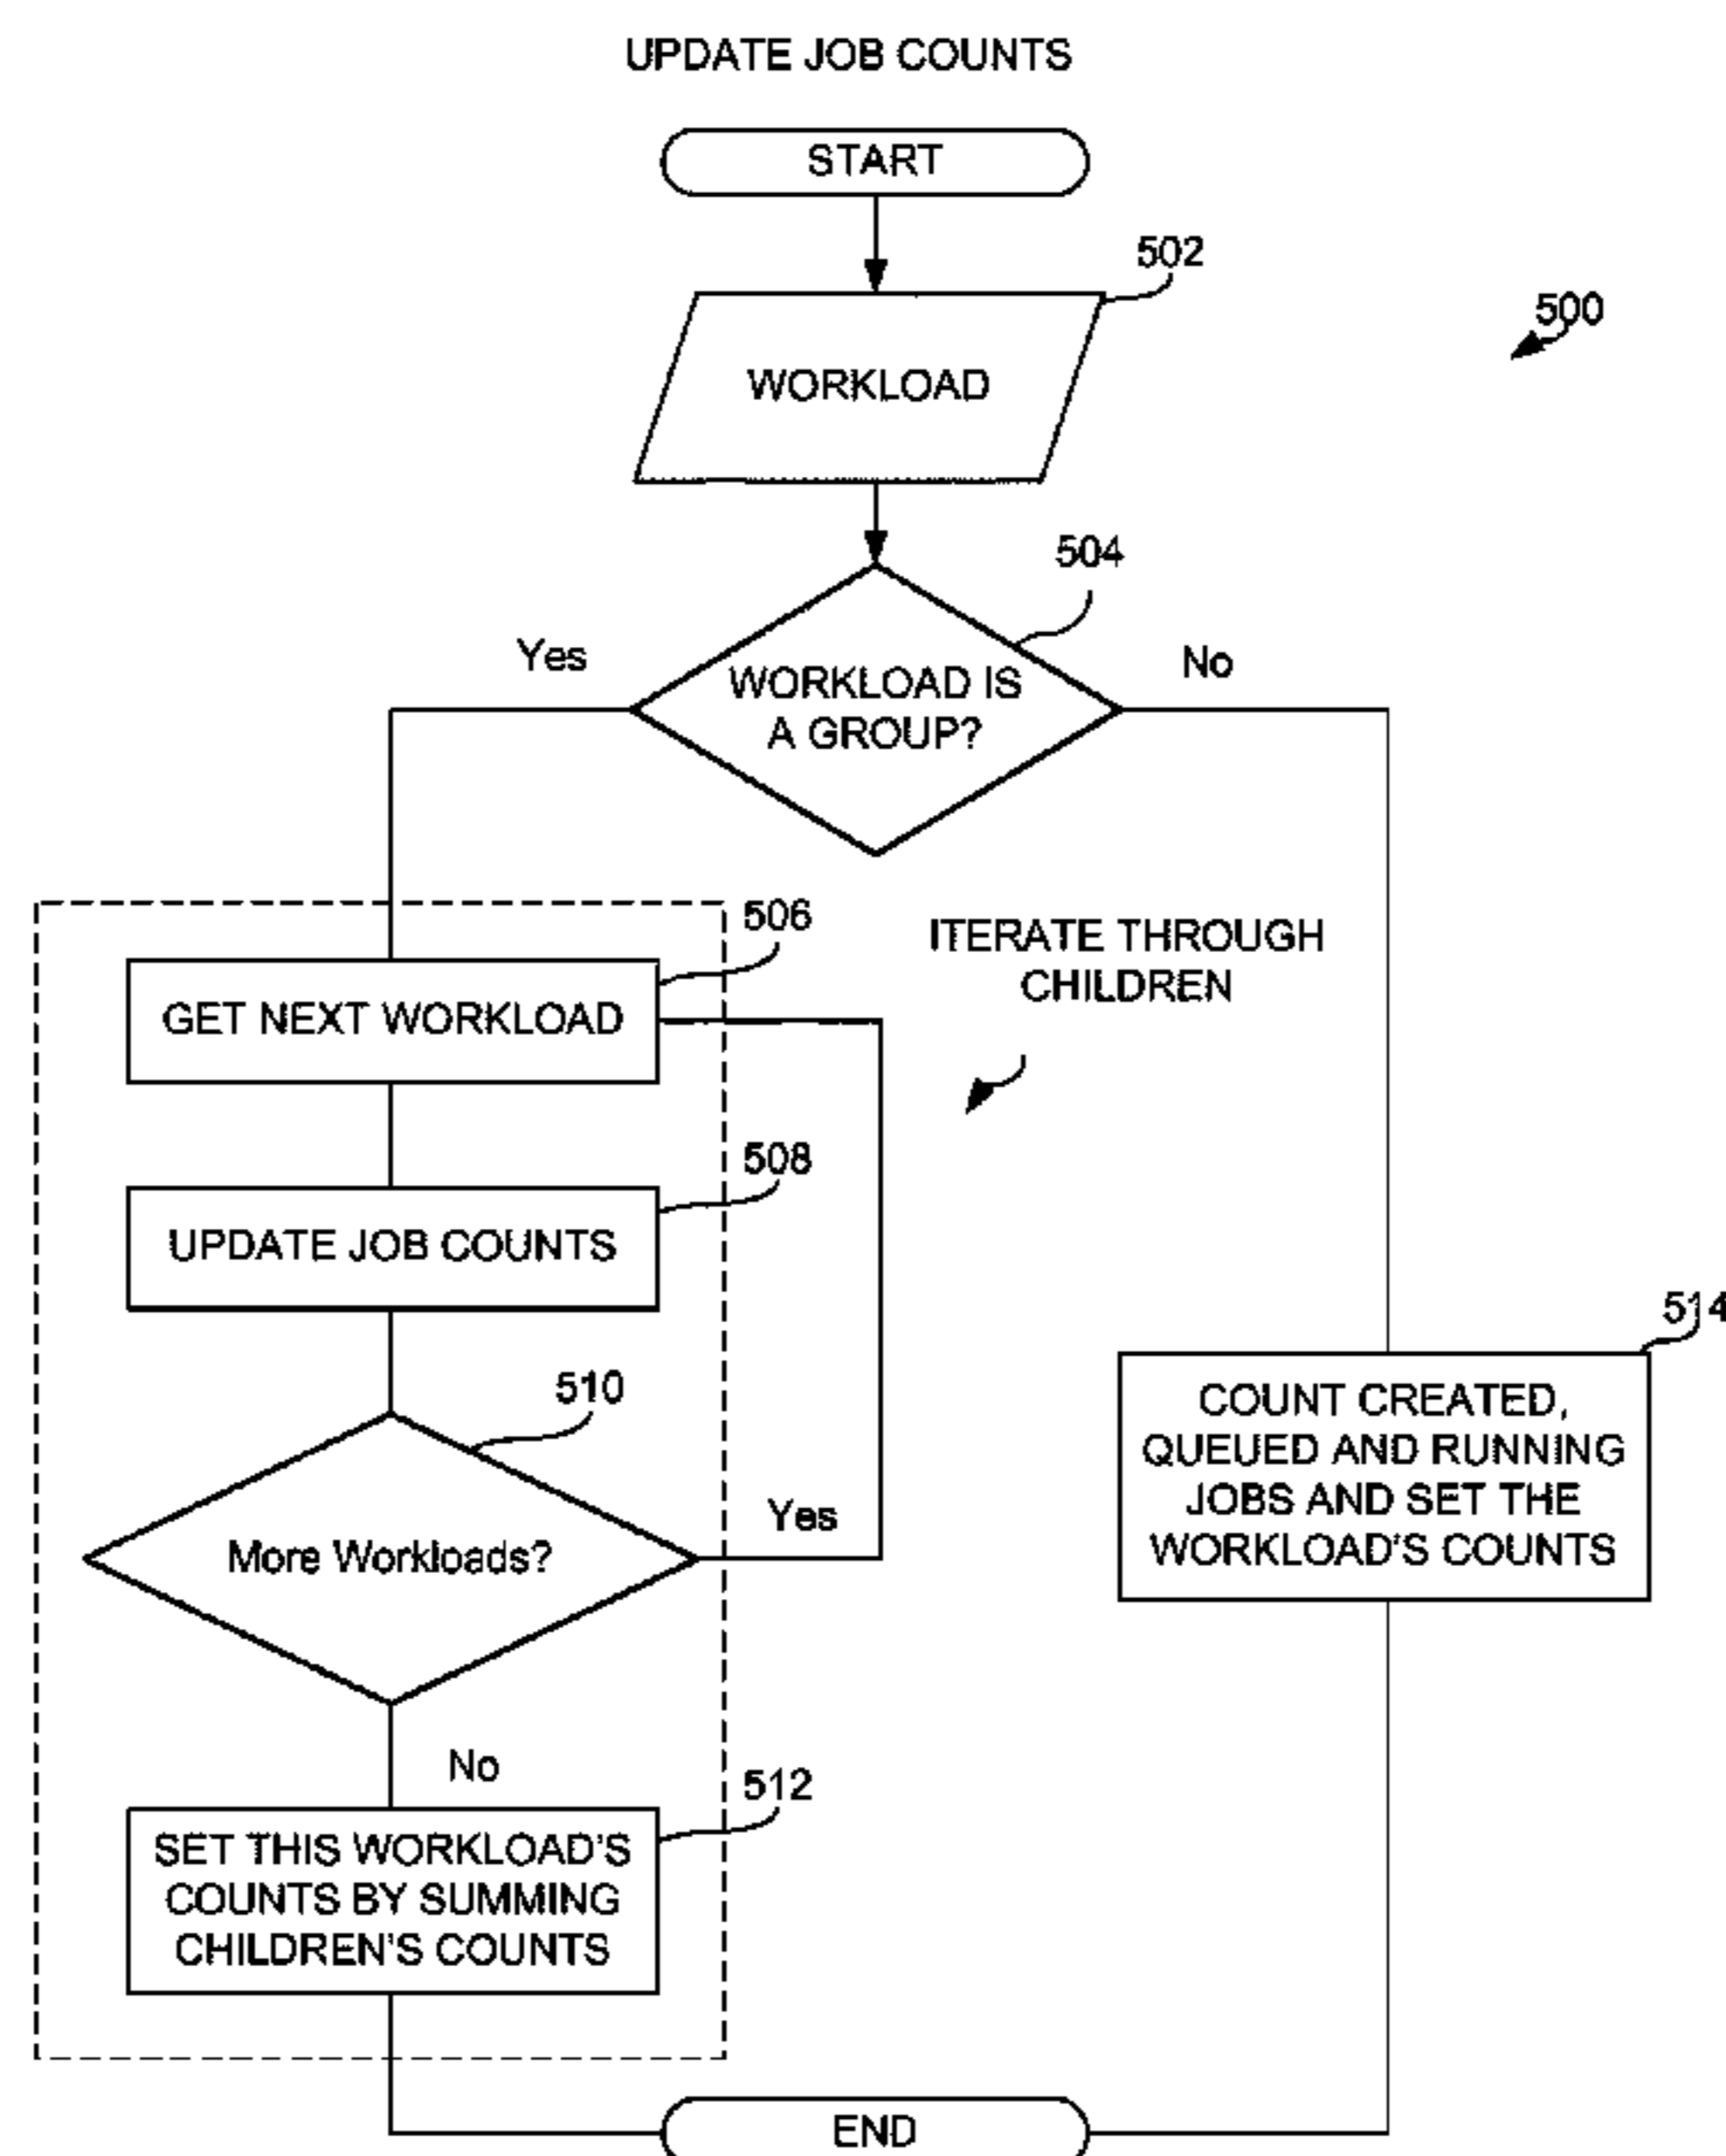 UPDATE JOB COUNTS
START
502
500
WORKLOAD
504
Yes
No
WORKLOAD IS
A GROUP?
506
ITERATE THROUGH
CHILDREN
GET NEXT WORKLOAD
508
UPDATE JOB COUNTS
514
510
COUNT CREATED,
QUEUED AND RUNNING
JOBS AND SET THE
WORKLOAD'S COUNTS
Yes
More Workloads?
No
512
SET THIS WORKLOAD'S
COUNTS BY SUMMING
CHILDREN'S COUNTS
END